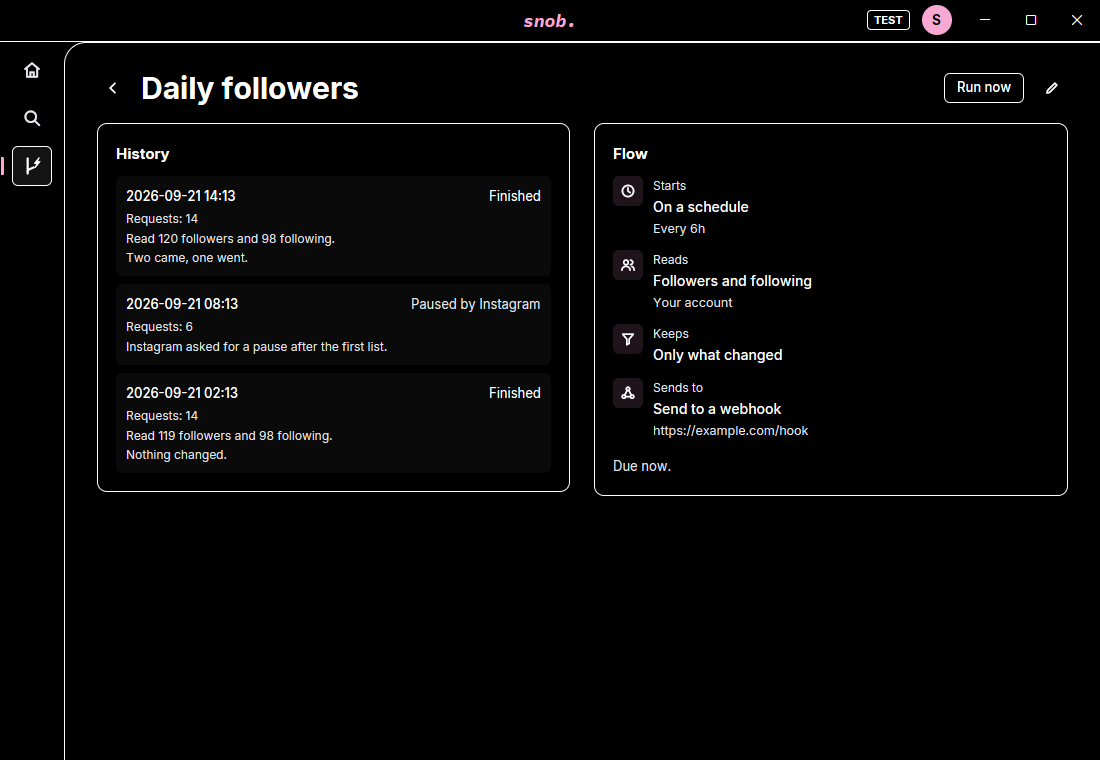 snob.
TEST
S
Daily followers
Run now
History
2026-09-21 14:13
Finished
Requests: 14
Read 120 followers and 98 following.
Two came, one went.
2026-09-21 08:13
Paused by Instagram
Requests: 6
Instagram asked for a pause after the first list.
2026-09-21 02:13
Finished
Requests: 14
Read 119 followers and 98 following.
Nothing changed.
Flow
Starts
On a schedule
Every 6h
Reads
Followers and following
Your account
Keeps
Only what changed
Sends to
Send to a webhook
https://example.com/hook
Due now.